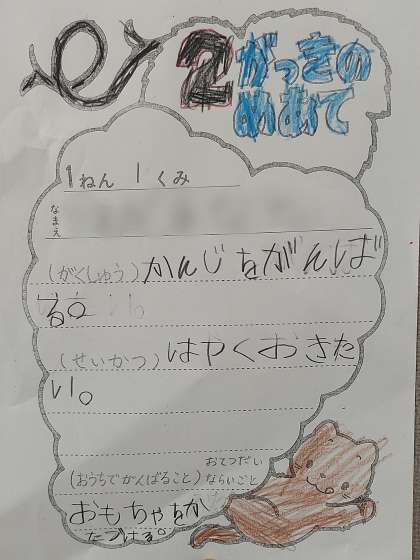 2がっきの
めあて
1ねん 1くみ
なまえ
(がくしゅう)かんじをがんば
る。
(せいかつ)はやくおきた
い。
おてつだい
(おうちでがんばること)ならいごと
おもちゃをか
たづける。